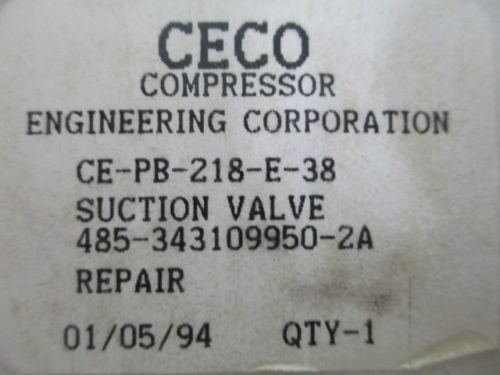 CECO
COMPRESSOR
ENGINEERING CORPORATION
CE-PB-218-E-38
SUCTION VALVE
485-343109950-2A
REPAIR
01/05/94 QTY-1